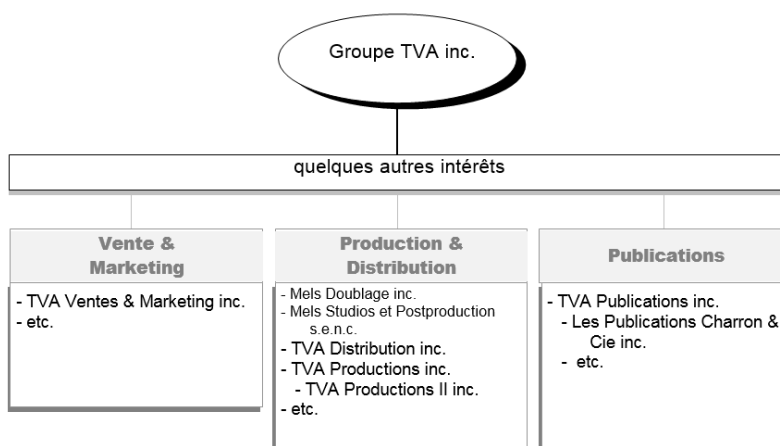 Groupe TVA inc.
quelques autres intérêts
Vente &
Marketing
- TVA Ventes & Marketing inc.
- etc.
Production &
Distribution
- Mels Doublage inc.
- Mels Studios et Postproduction
s.e.n.c.
- TVA Distribution inc.
- TVA Productions inc.
- TVA Productions II inc.
- etc.
Publications
- TVA Publications inc.
- Les Publications Charron &
Cie inc.
- etc.